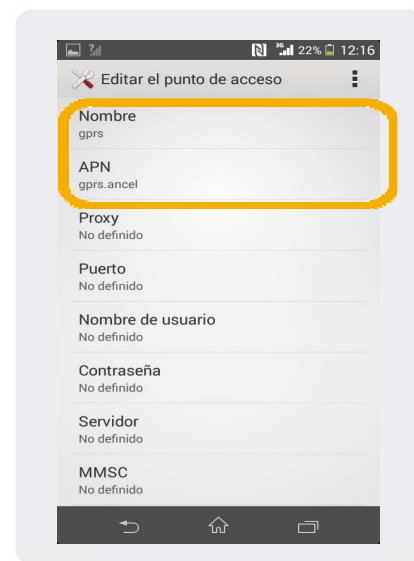 3G 22% 12:16
Editar el punto de acceso
Nombre
gprs
APN
gprs.ancel
Proxy
No definido
Puerto
No definido
Nombre de usuario
No definido
Contraseña
No definido
Servidor
No definido
MMSC
No definido